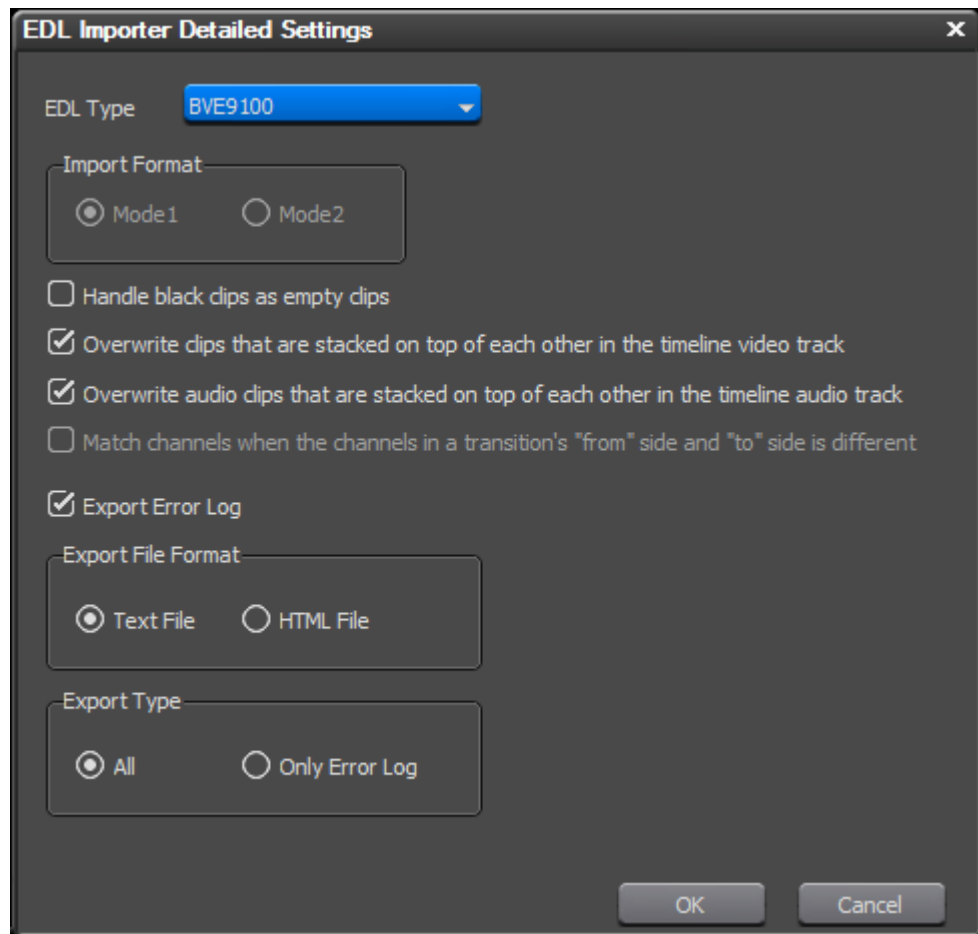 EDL Importer Detailed Settings
EDL Type BVE9100
Import Format
Mode1 Mode2
Handle black clips as empty clips
Overwrite clips that are stacked on top of each other in the timeline video track
Overwrite audio clips that are stacked on top of each other in the timeline audio track
Match channels when the channels in a transition's "from" side and "to" side is different
Export Error Log
Export File Format
Text File HTML File
Export Type
All Only Error Log
OK Cancel